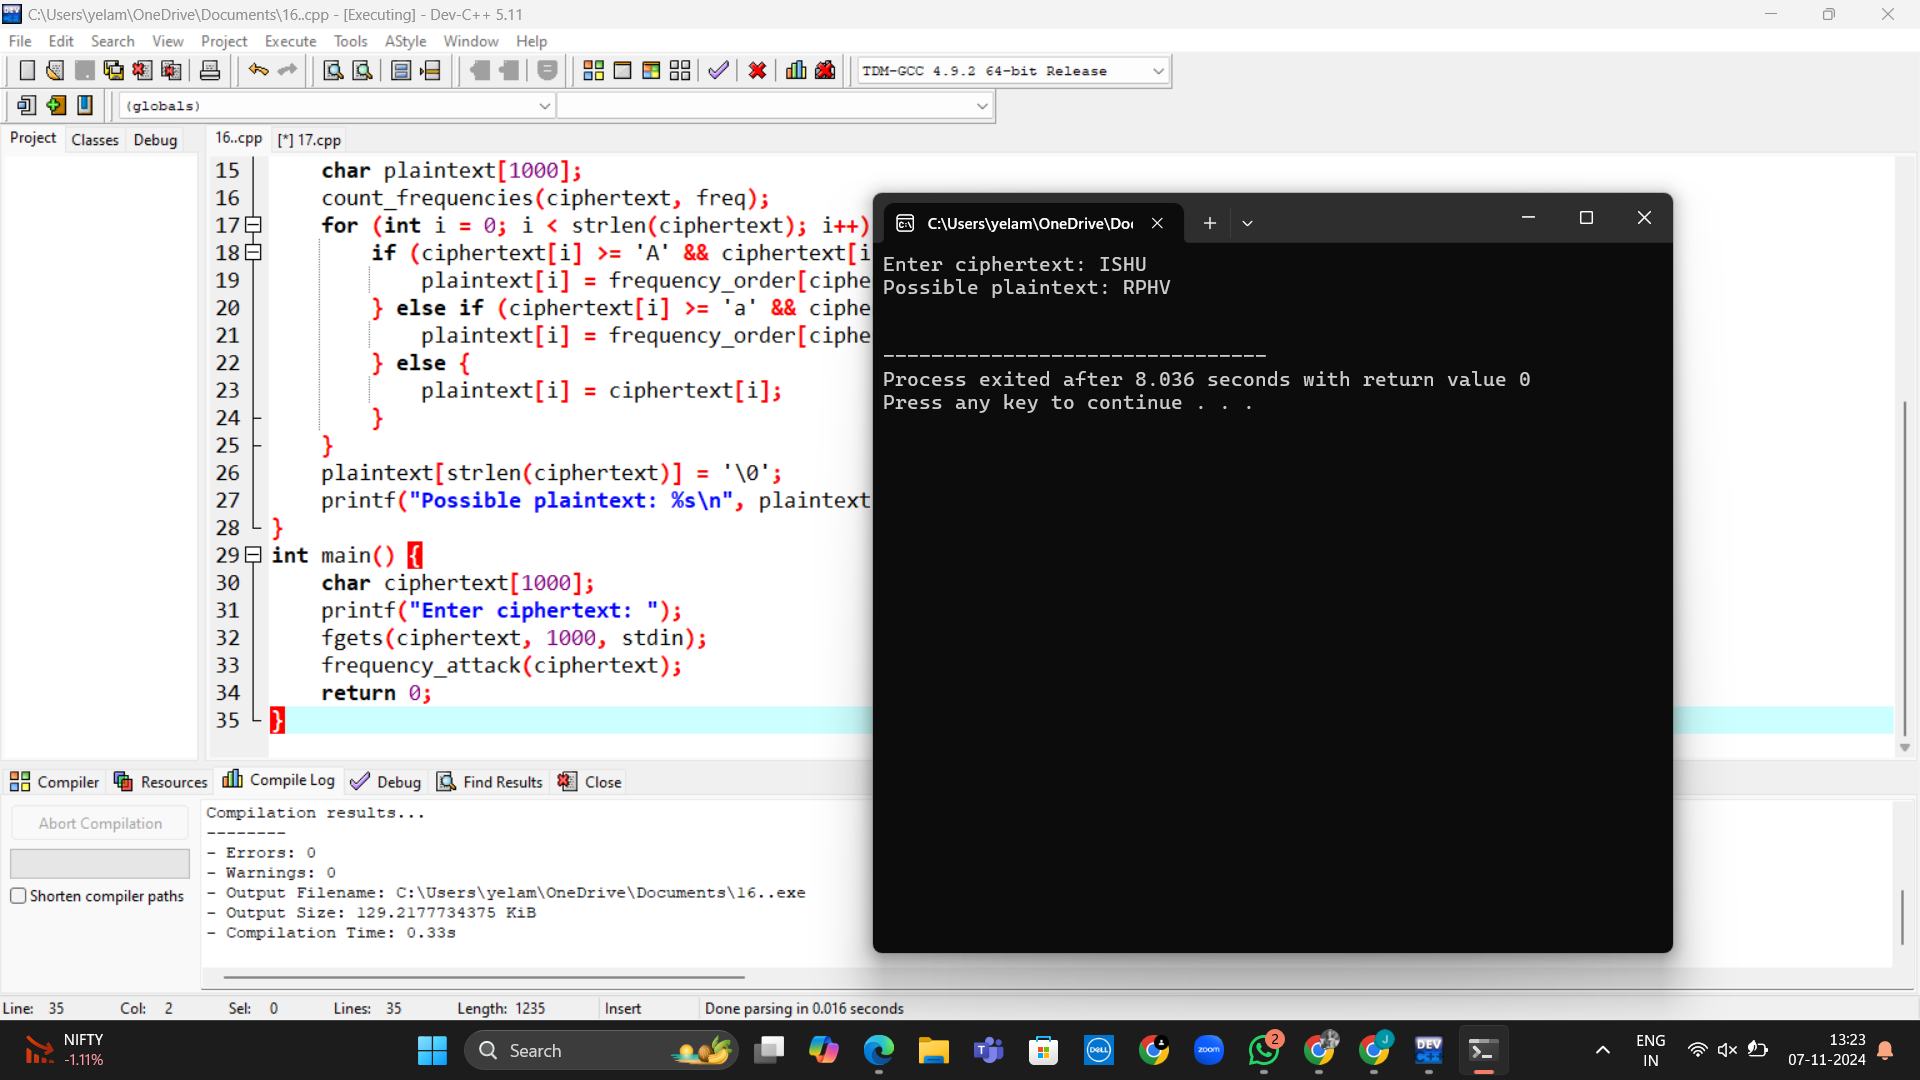 C:\Users\yelam\OneDrive\Documents\16..cpp - [Executing] - Dev-C++ 5.11
File Edit Search View Project Execute Tools AStyle Window Help
TDM-GCC 4.9.2 64-bit Release
(globals)
Project Classes Debug 16..cpp [*] 17.cpp
15 char plaintext[1000];
16 count_frequencies(ciphertext, freq);
17 for (int i = 0; i < strlen(ciphertext); i++)
18 if (ciphertext[i] >= 'A' && ciphertext[i
19 plaintext[i] = frequency_order[ciphe
20 } else if (ciphertext[i] >= 'a' && ciphe
21 plaintext[i] = frequency_order[ciphe
22 } else {
23 plaintext[i] = ciphertext[i];
24 }
25 }
26 plaintext[strlen(ciphertext)] = '\0';
27 printf("Possible plaintext: %s\n", plaintext
28 }
29 int main() {
30 char ciphertext[1000];
31 printf("Enter ciphertext: ");
32 fgets(ciphertext, 1000, stdin);
33 frequency_attack(ciphertext);
34 return 0;
35 }
C:\Users\yelam\OneDrive\Doc
Enter ciphertext: ISHU
Possible plaintext: RPHV
--------------------------------
Process exited after 8.036 seconds with return value 0
Press any key to continue . . .
Compiler Resources Compile Log Debug Find Results Close
Abort Compilation
Shorten compiler paths
Compilation results...
--------
- Errors: 0
- Warnings: 0
- Output Filename: C:\Users\yelam\OneDrive\Documents\16..exe
- Output Size: 129.2177734375 KiB
- Compilation Time: 0.33s
Line: 35 Col: 2 Sel: 0 Lines: 35 Length: 1235 Insert Done parsing in 0.016 seconds
NIFTY
-1.11%
Search
DELL
zoom
2
J
DEV
ENG
IN
13:23
07-11-2024